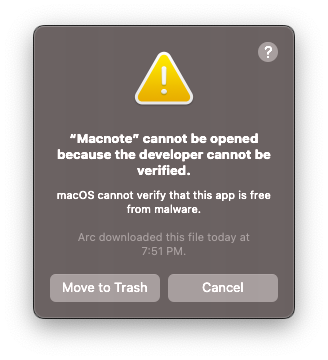 ?
“Macnote” cannot be opened
because the developer cannot be
verified.
macOS cannot verify that this app is free
from malware.
Arc downloaded this file today at
7:51 PM.
Move to Trash
Cancel